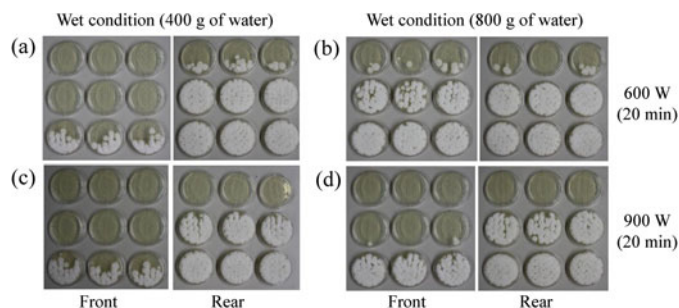 Wet condition (400 g of water)
Wet condition (800 g of water)
(a)
(b)
600 W
(20 min)
(c)
(d)
900 W
(20 min)
Front
Rear
Front
Rear